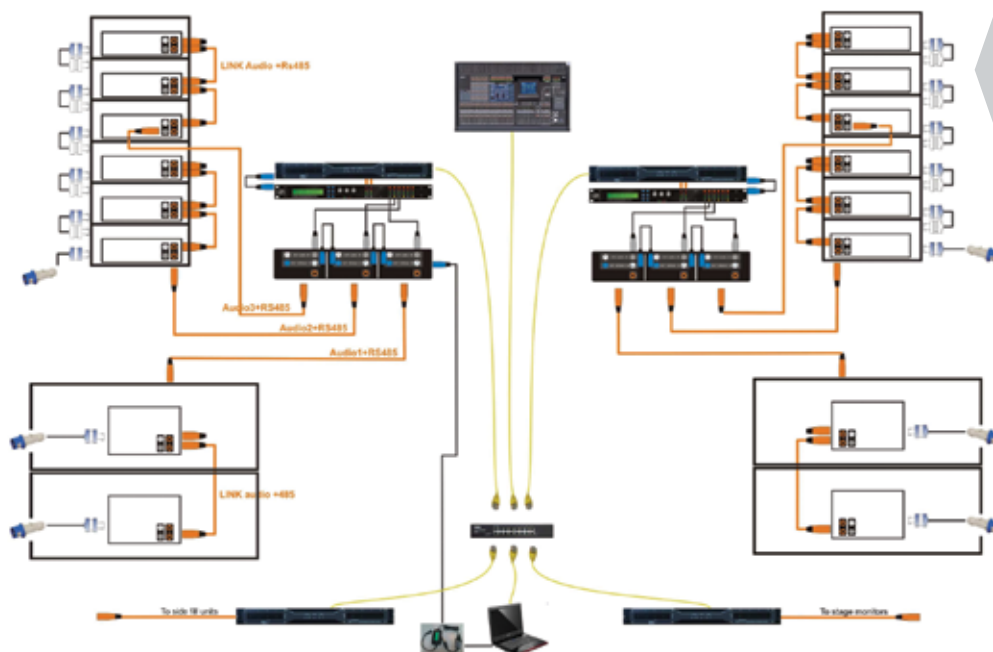 LINK Audio +Rs485
Audio3+RS485
Audio2+RS485
Audio1+RS485
LINK audio +485
To side fill units
To stage monitors